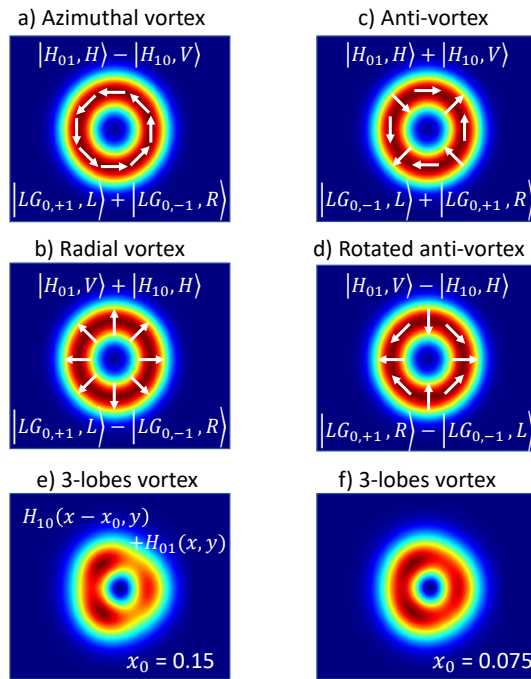 a) Azimuthal vortex
|H₀₁, H⟩ − |H₁₀, V⟩
|LG₀,₊₁, L⟩ + |LG₀,₋₁, R⟩
b) Radial vortex
|H₀₁, V⟩ + |H₁₀, H⟩
|LG₀,₊₁, L⟩ − |LG₀,₋₁, R⟩
e) 3-lobes vortex
H₁₀(x − x₀, y)
+H₀₁(x, y)
x₀ = 0.15
c) Anti-vortex
|H₀₁, H⟩ + |H₁₀, V⟩
|LG₀,₋₁, L⟩ + |LG₀,₊₁, R⟩
d) Rotated anti-vortex
|H₀₁, V⟩ − |H₁₀, H⟩
|LG₀,₊₁, R⟩ − |LG₀,₋₁, L⟩
f) 3-lobes vortex
x₀ = 0.075